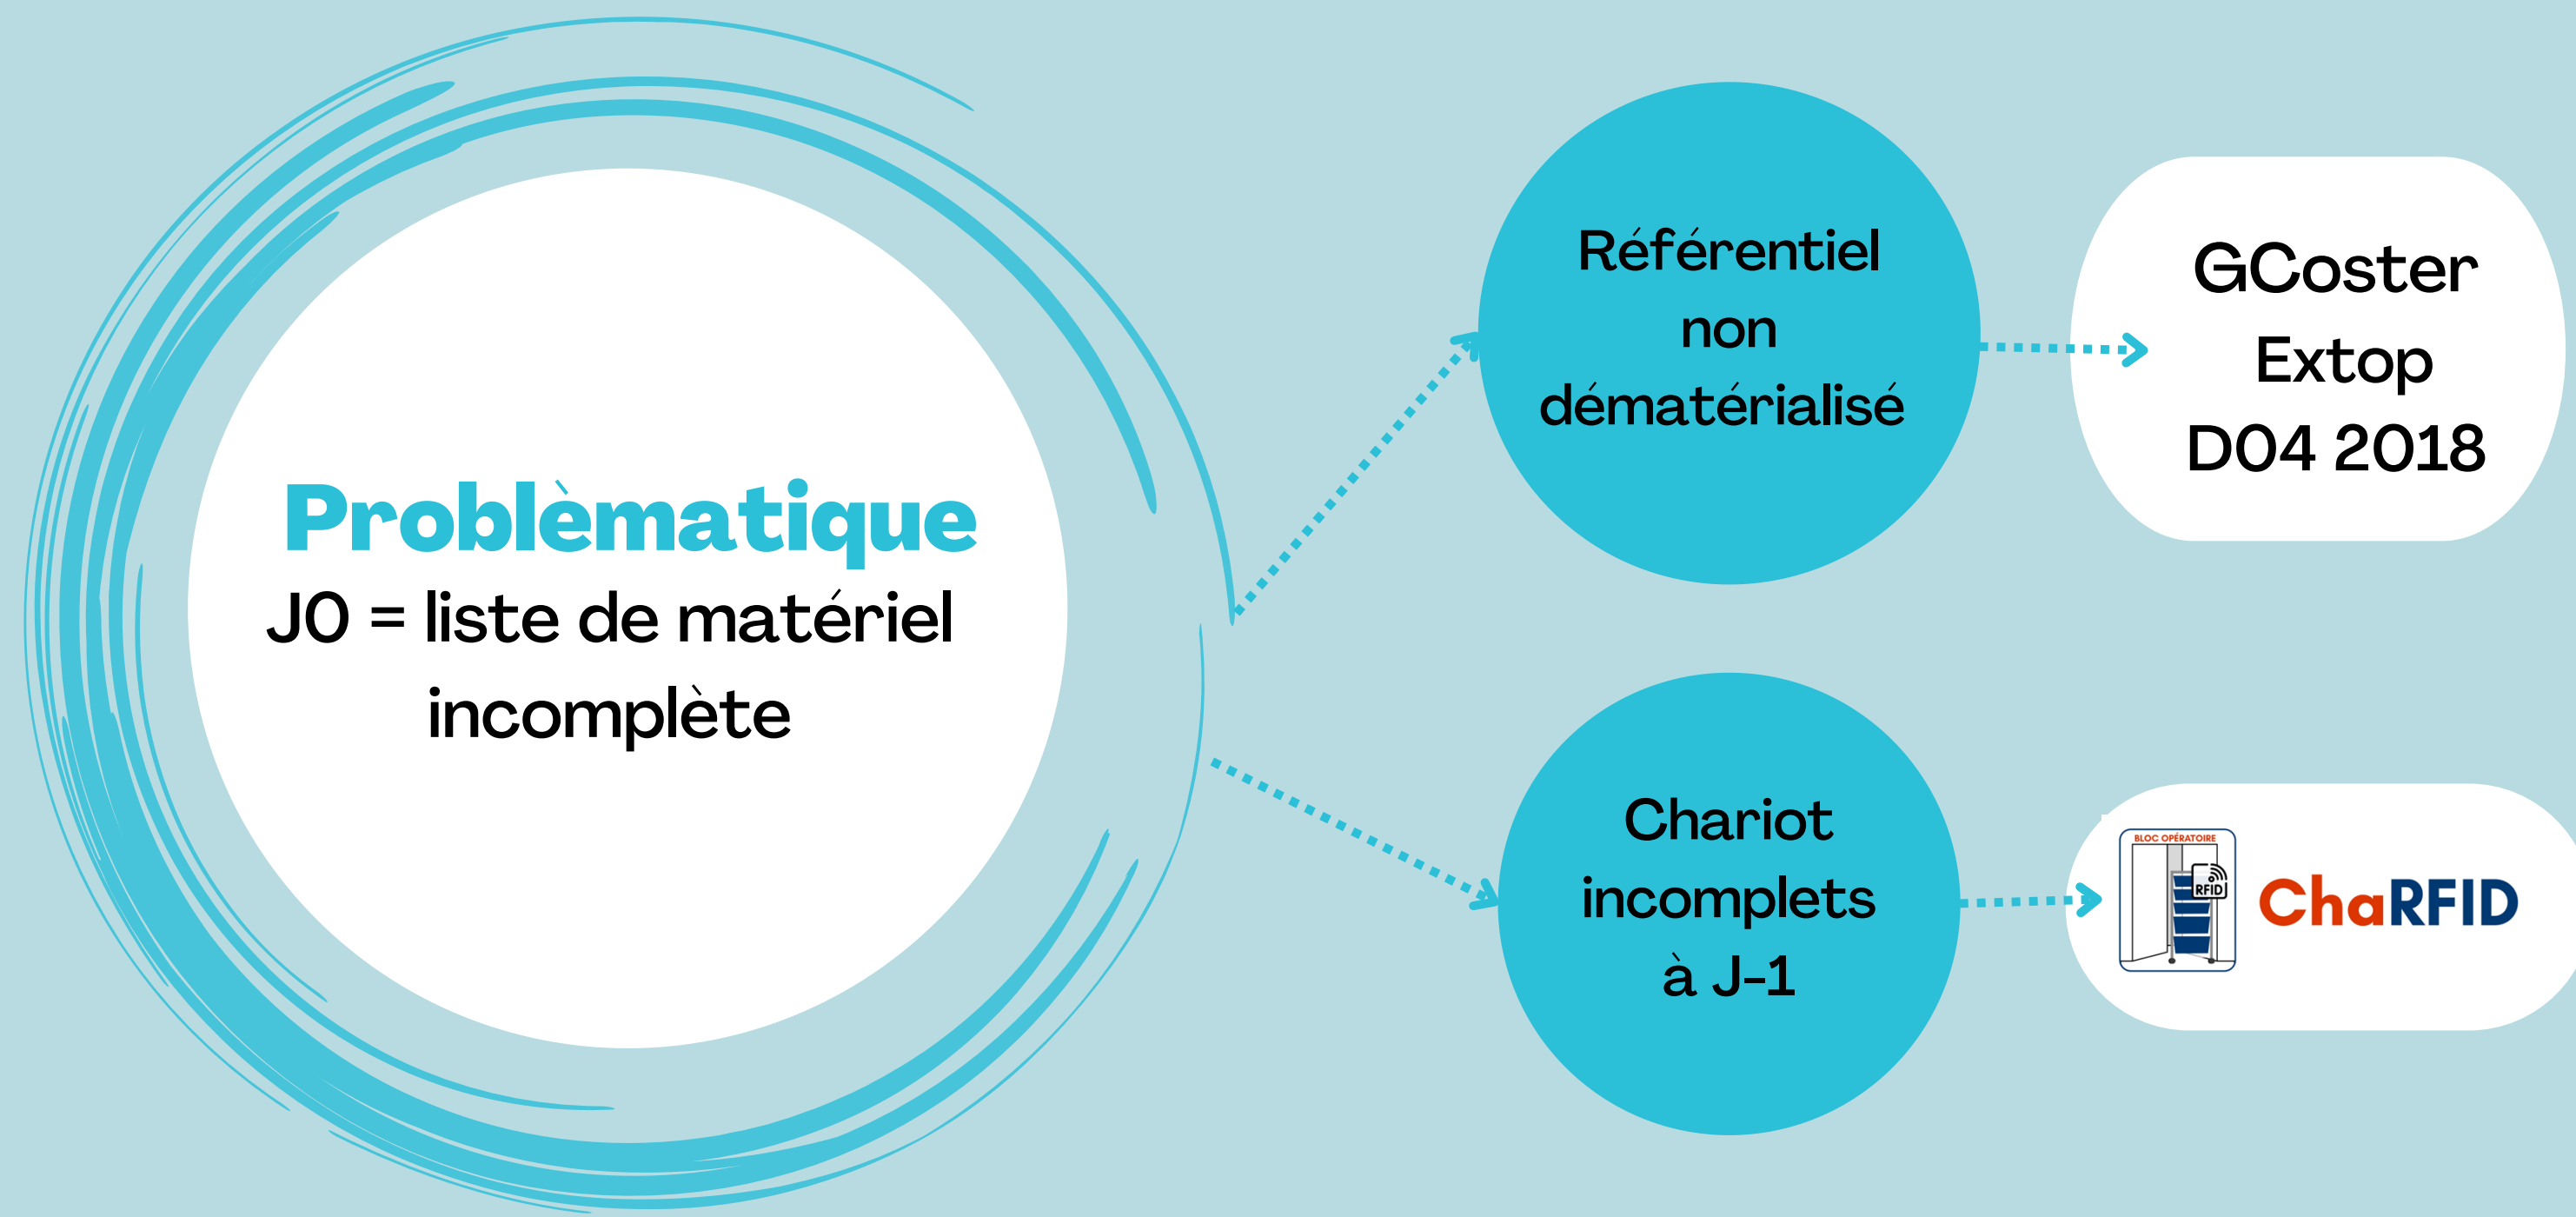 Problèmatique
J0 = liste de matériel
incomplète
Référentiel
non
dématérialisé
GCoster
Extop
D04 2018
Chariot
incomplets
à J-1
BLOC OPÉRATOIRE
RFID
ChaRFID